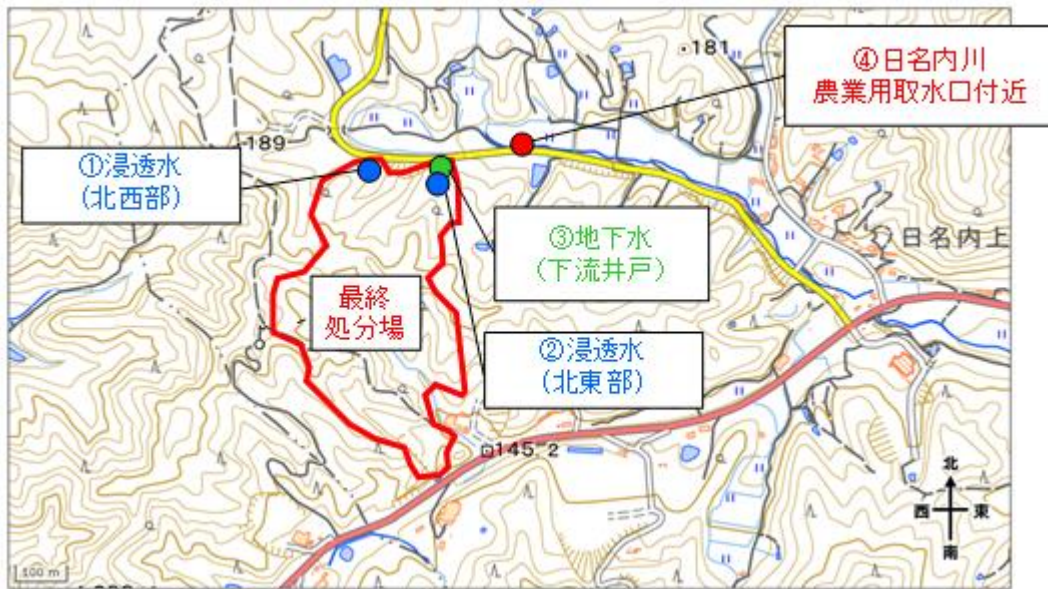 ・181
④日名内川
農業用取水口付近
189
①浸透水
(北西部)
③地下水
(下流井戸)
日名内上
最終
処分場
②浸透水
(北東部)
145-2
北
西 東
南
100 m